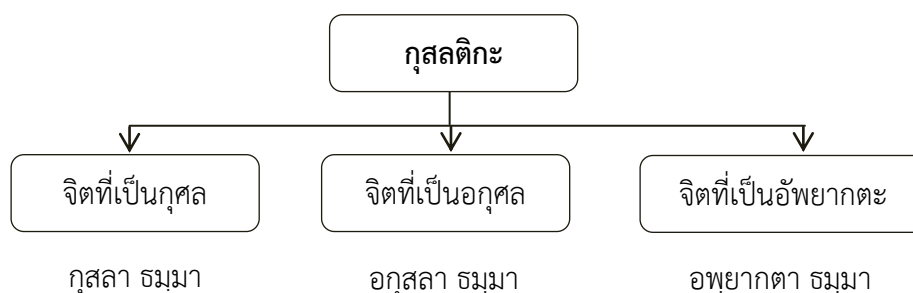 กุสลติกะ
จิตที่เป็นกุศล จิตที่เป็นอกุศล จิตที่เป็นอัพยากตะ
กุสลา ธมฺมา อกุสลา ธมฺมา อพฺยากตา ธมฺมา